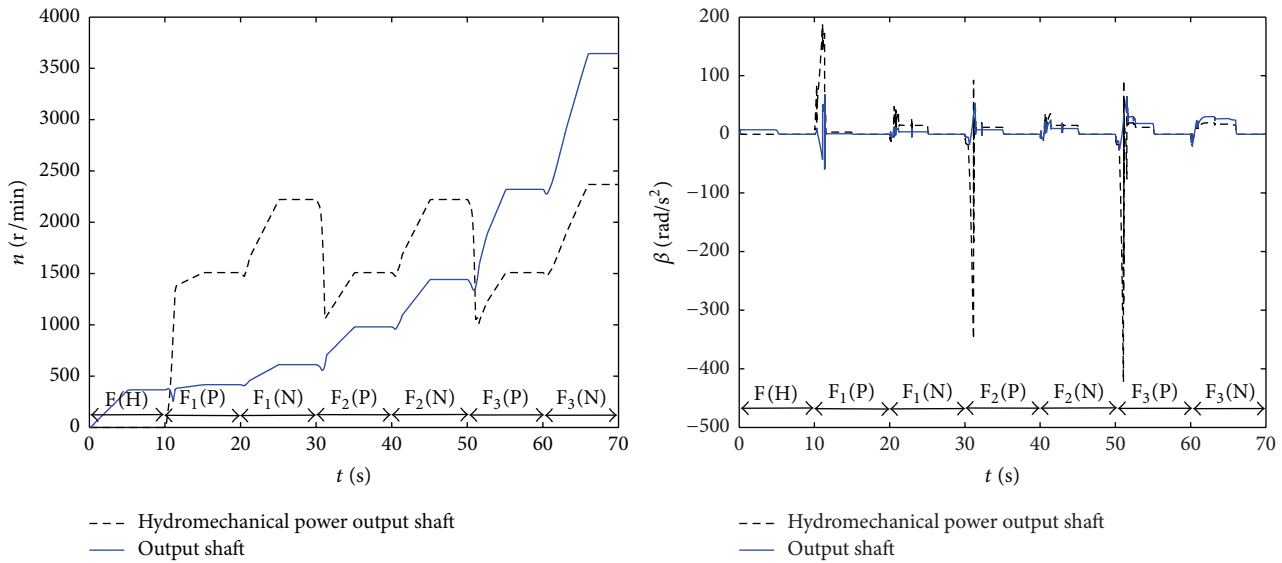 4000
3500
3000
2500
2000
1500
1000
500
0
n (r/min)
F(H)
F₁(P)
F₁(N)
F₂(P)
F₂(N)
F₃(P)
F₃(N)
0 10 20 30 40 50 60 70
t (s)
Hydromechanical power output shaft
Output shaft
200
100
0
−100
−200
−300
−400
−500
β (rad/s²)
F(H)
F₁(P)
F₁(N)
F₂(P)
F₂(N)
F₃(P)
F₃(N)
0 10 20 30 40 50 60 70
t (s)
Hydromechanical power output shaft
Output shaft